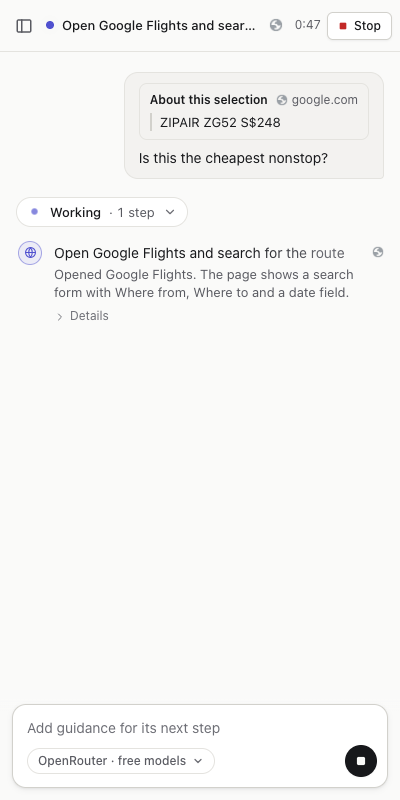 Open Google Flights and sear... 0:47 Stop
About this selection google.com
ZIPAIR ZG52 S$248
Is this the cheapest nonstop?
Working · 1 step
Open Google Flights and search for the route
Opened Google Flights. The page shows a search
form with Where from, Where to and a date field.
Details
Add guidance for its next step
OpenRouter · free models